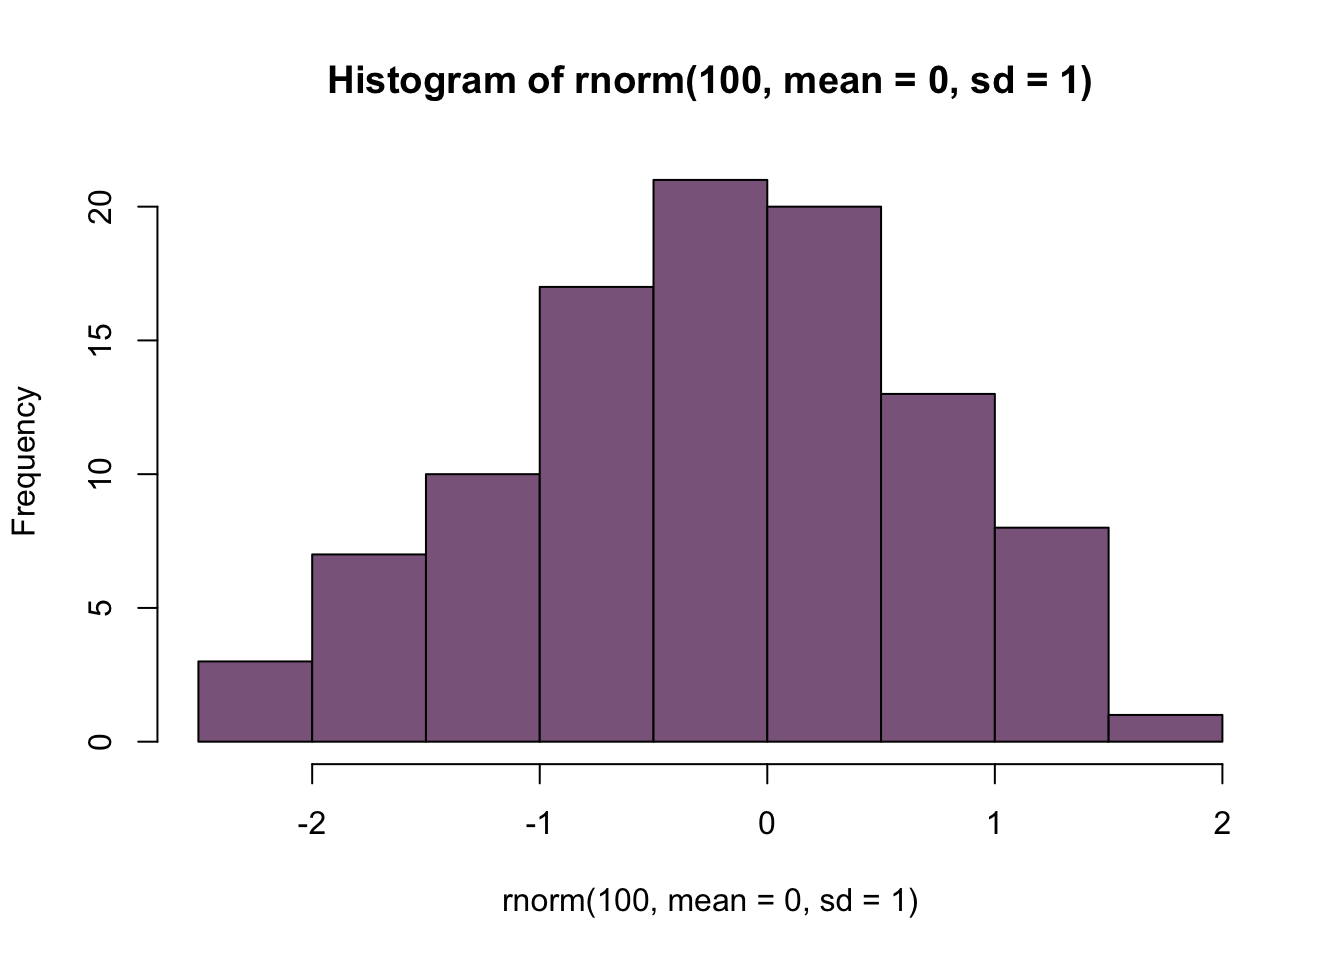 Histogram of rnorm(100, mean = 0, sd = 1)
Frequency
20
15
10
5
0
-2 -1 0 1 2
rnorm(100, mean = 0, sd = 1)